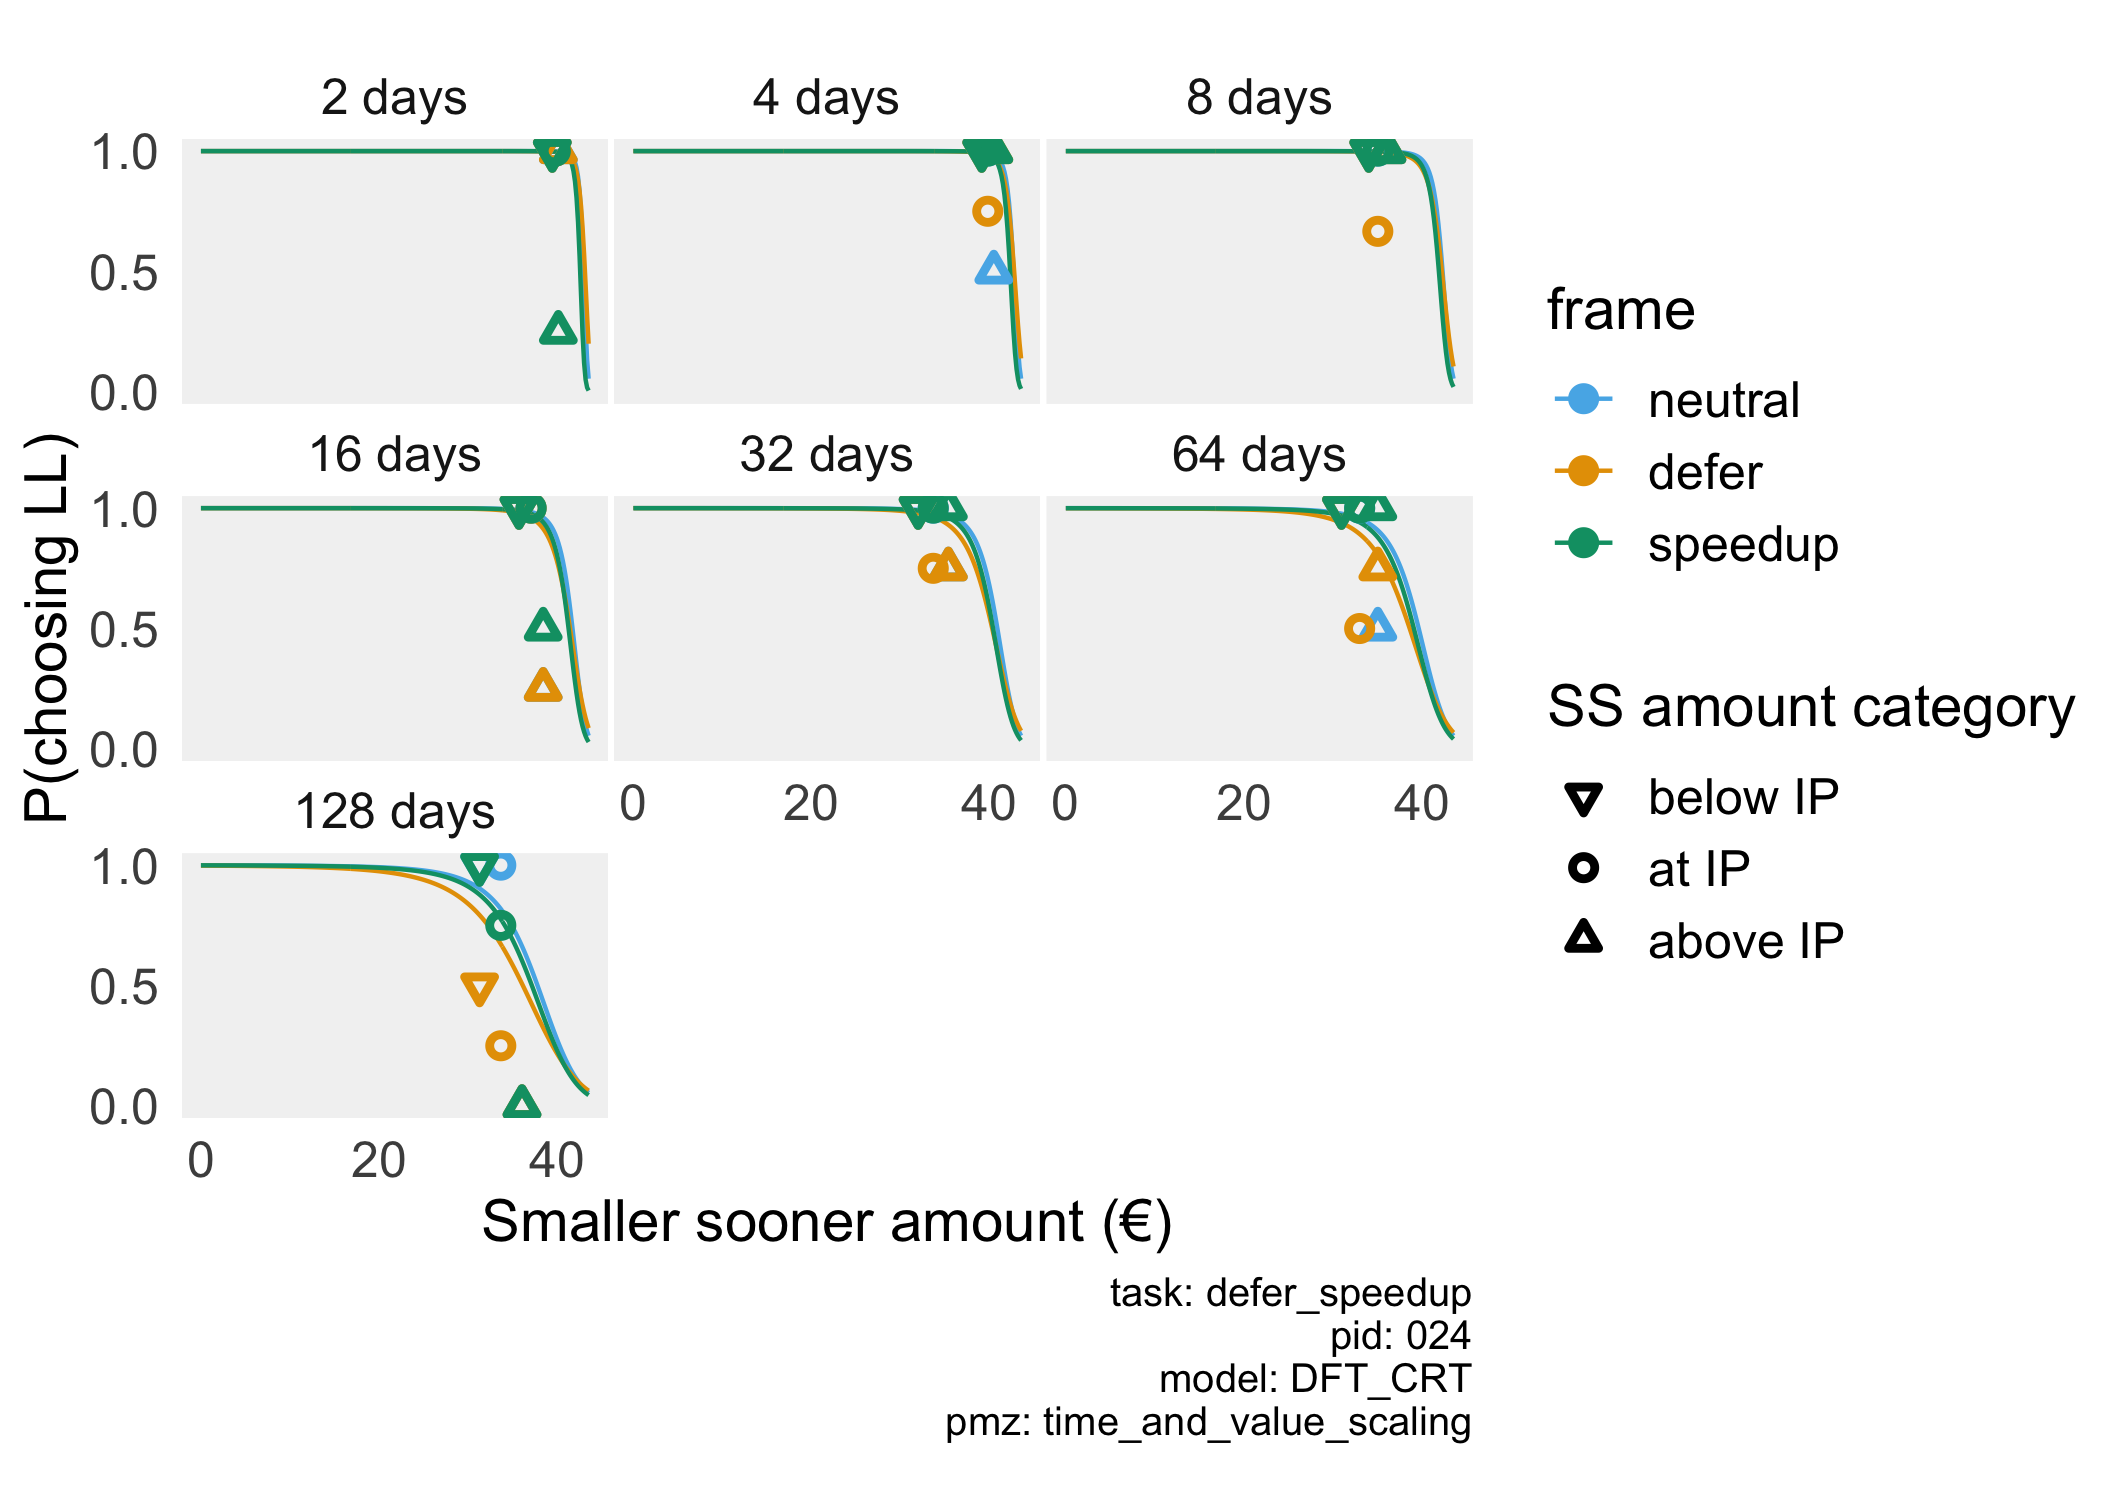 2 days
4 days
8 days
1.0
0.5
0.0
16 days
32 days
64 days
1.0
0.5
0.0
0
20
40
0
20
40
128 days
1.0
0.5
0.0
0
20
40
P(choosing LL)
Smaller sooner amount (€)
frame
neutral
defer
speedup
SS amount category
below IP
at IP
above IP
task: defer_speedup
pid: 024
model: DFT_CRT
pmz: time_and_value_scaling